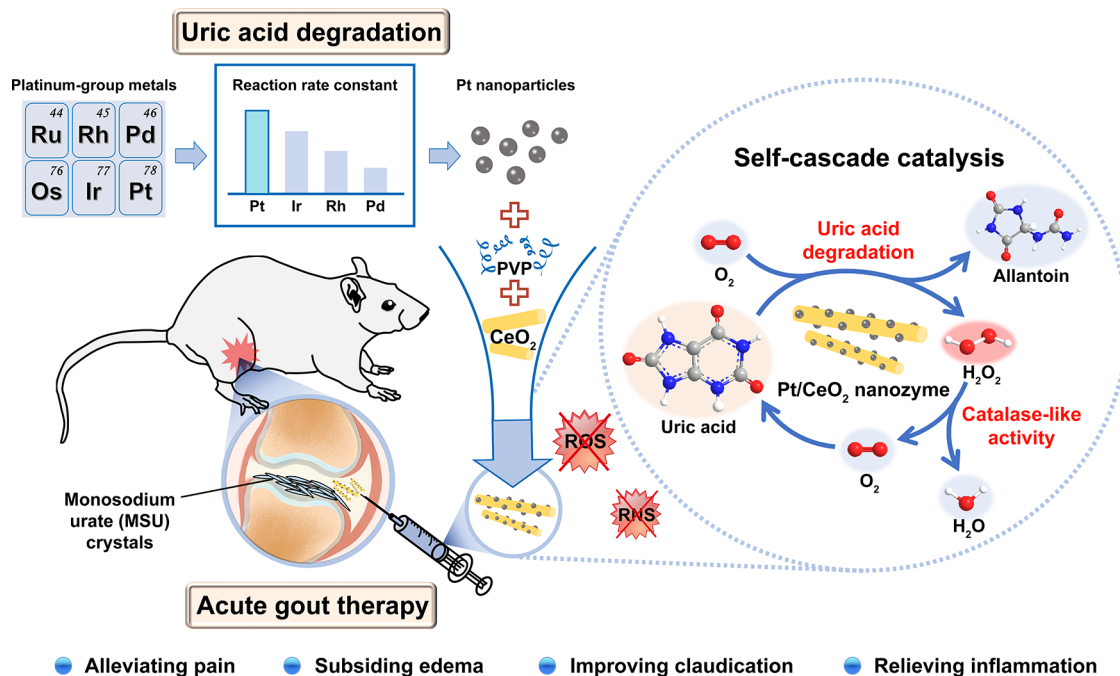 Uric acid degradation
Platinum-group metals
44
Ru
45
Rh
46
Pd
76
Os
77
Ir
78
Pt
Reaction rate constant
Pt Ir Rh Pd
Pt nanoparticles
PVP
CeO₂
Self-cascade catalysis
Uric acid
degradation
O₂
Allantoin
Uric acid
Pt/CeO₂ nanozyme
H₂O₂
Catalase-like
activity
O₂
H₂O
ROS
RNS
Monosodium
urate (MSU)
crystals
Acute gout therapy
Alleviating pain
Subsiding edema
Improving claudication
Relieving inflammation